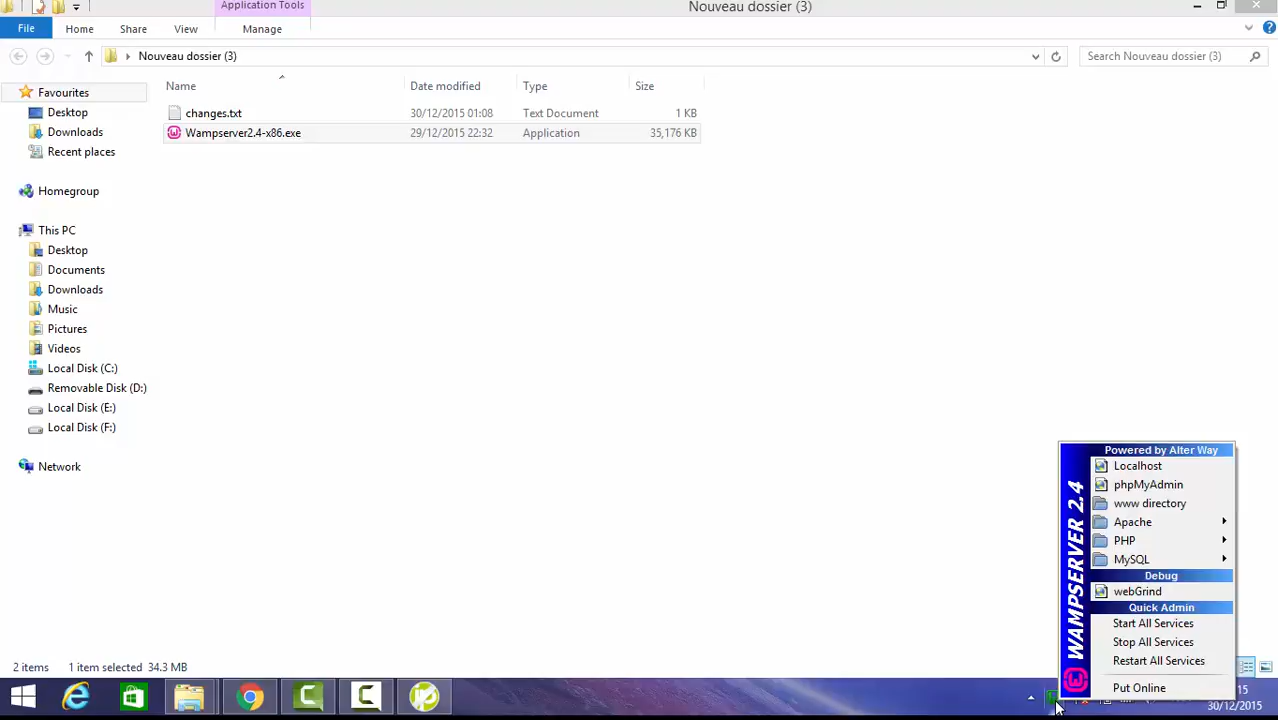 Application Tools
Nouveau dossier (3)
File
Home
Share
View
Manage
Nouveau dossier (3)
Search Nouveau dossier (3)
Favourites
Desktop
Downloads
Recent places
Homegroup
This PC
Desktop
Documents
Downloads
Music
Pictures
Videos
Local Disk (C:)
Removable Disk (D:)
Local Disk (E:)
Local Disk (F:)
Network
Name
Date modified
Type
Size
changes.txt
30/12/2015 01:08
Text Document
1 KB
Wampserver2.4-x86.exe
29/12/2015 22:32
Application
35,176 KB
WAMPSERVER 2.4
Powered by Alter Way
Localhost
phpMyAdmin
www directory
Apache
PHP
MySQL
Debug
webGrind
Quick Admin
Start All Services
Stop All Services
Restart All Services
Put Online
2 items
1 item selected 34.3 MB
15
30/12/2015